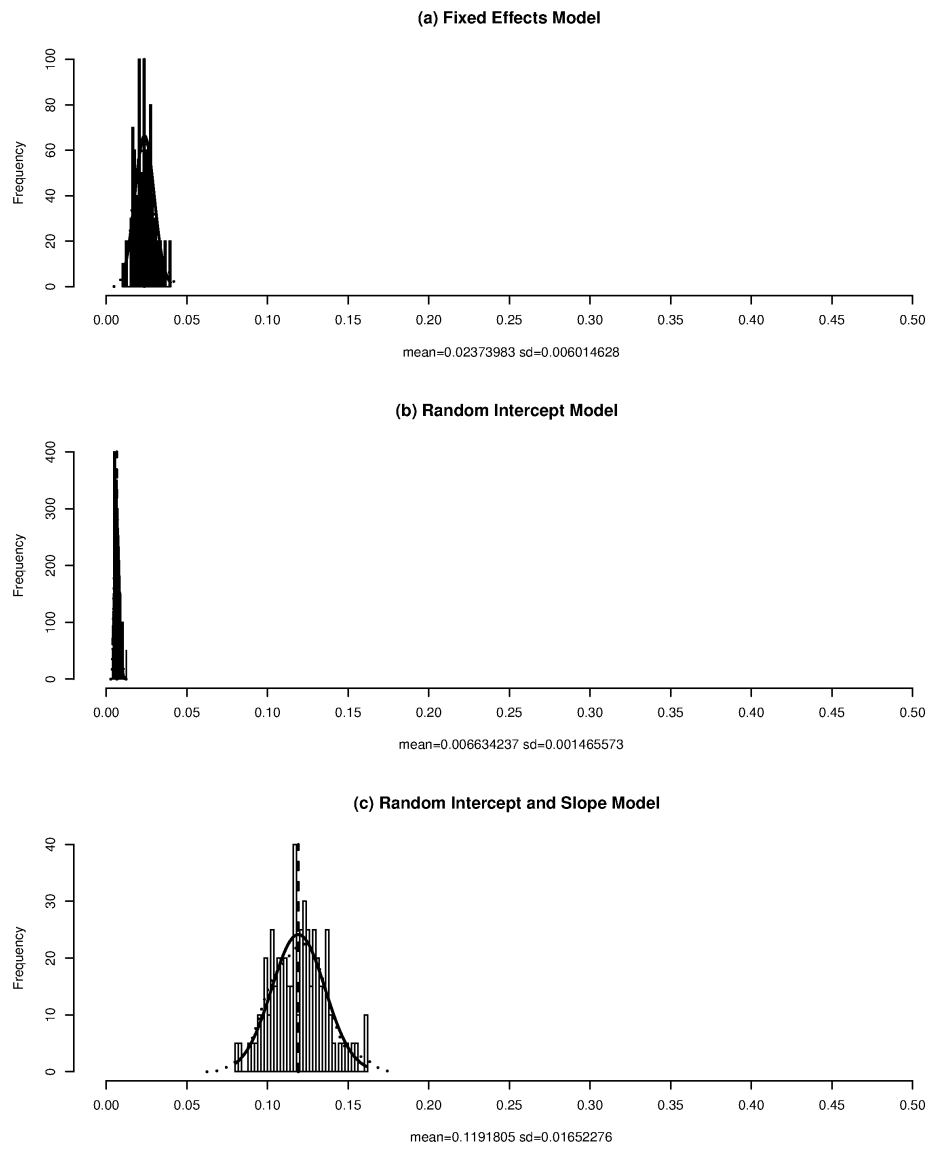 (a) Fixed Effects Model
Frequency
100
80
60
40
20
0
0.00 0.05 0.10 0.15 0.20 0.25 0.30 0.35 0.40 0.45 0.50
mean=0.02373983 sd=0.006014628
(b) Random Intercept Model
Frequency
400
300
200
100
0
0.00 0.05 0.10 0.15 0.20 0.25 0.30 0.35 0.40 0.45 0.50
mean=0.006634237 sd=0.001465573
(c) Random Intercept and Slope Model
Frequency
40
30
20
10
0
0.00 0.05 0.10 0.15 0.20 0.25 0.30 0.35 0.40 0.45 0.50
mean=0.1191805 sd=0.01652276